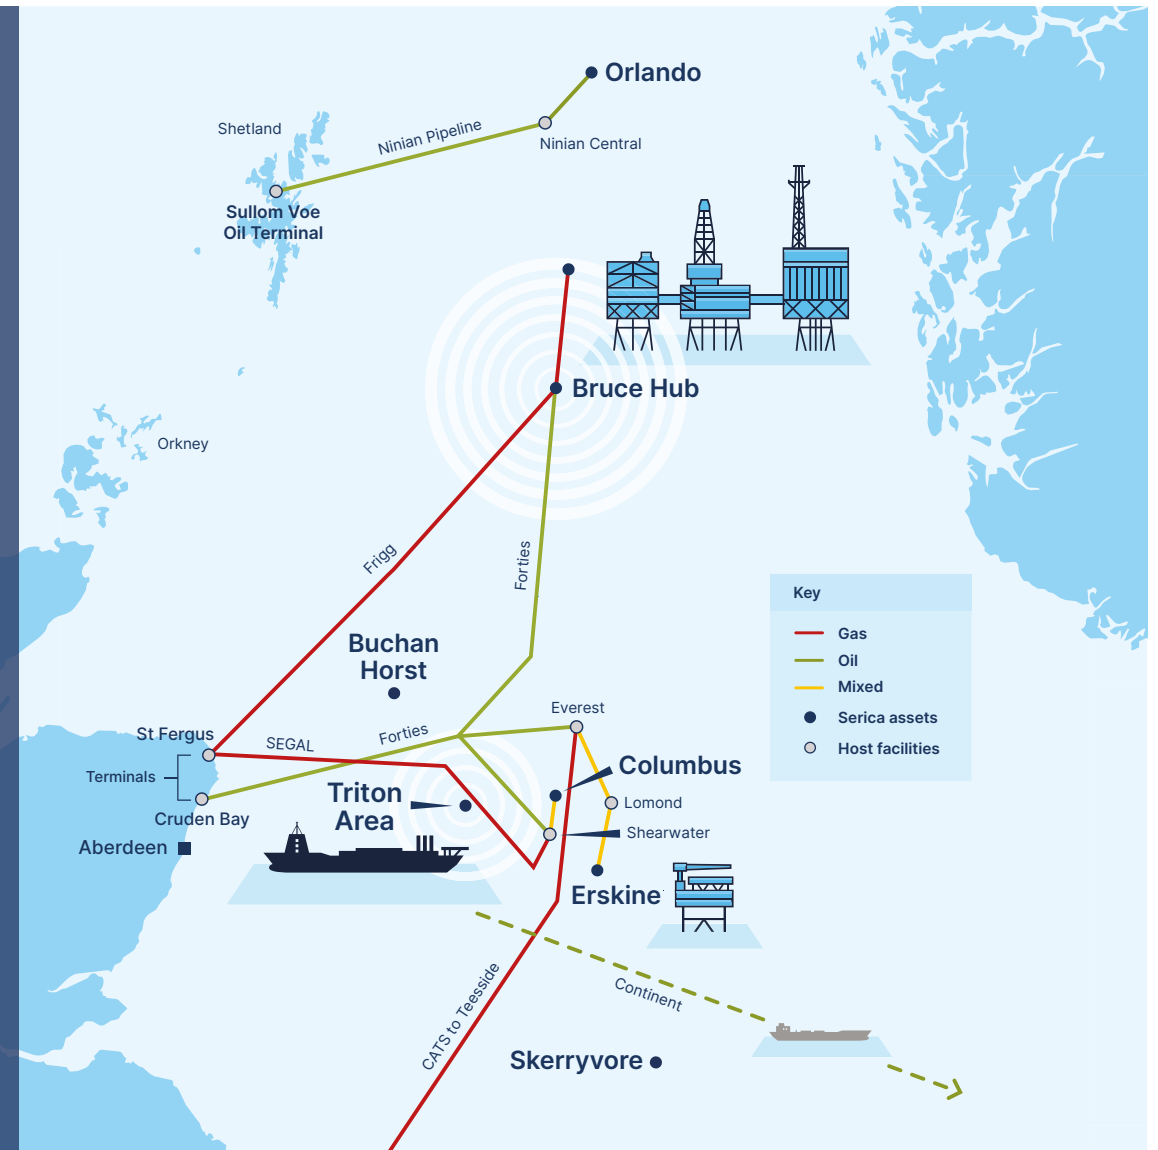 Orlando
Ninian Pipeline
Shetland
Ninian Central
Sullom Voe
Oil Terminal
Bruce Hub
Orkney
Frigg
Forties
Key
Gas
Oil
Mixed
Serica assets
Host facilities
Buchan
Horst
Everest
St Fergus
SEGAL
Forties
Terminals
Columbus
Triton
Area
Lomond
Cruden Bay
Shearwater
Aberdeen
Erskine
Continent
CATS to Teesside
Skerryvore